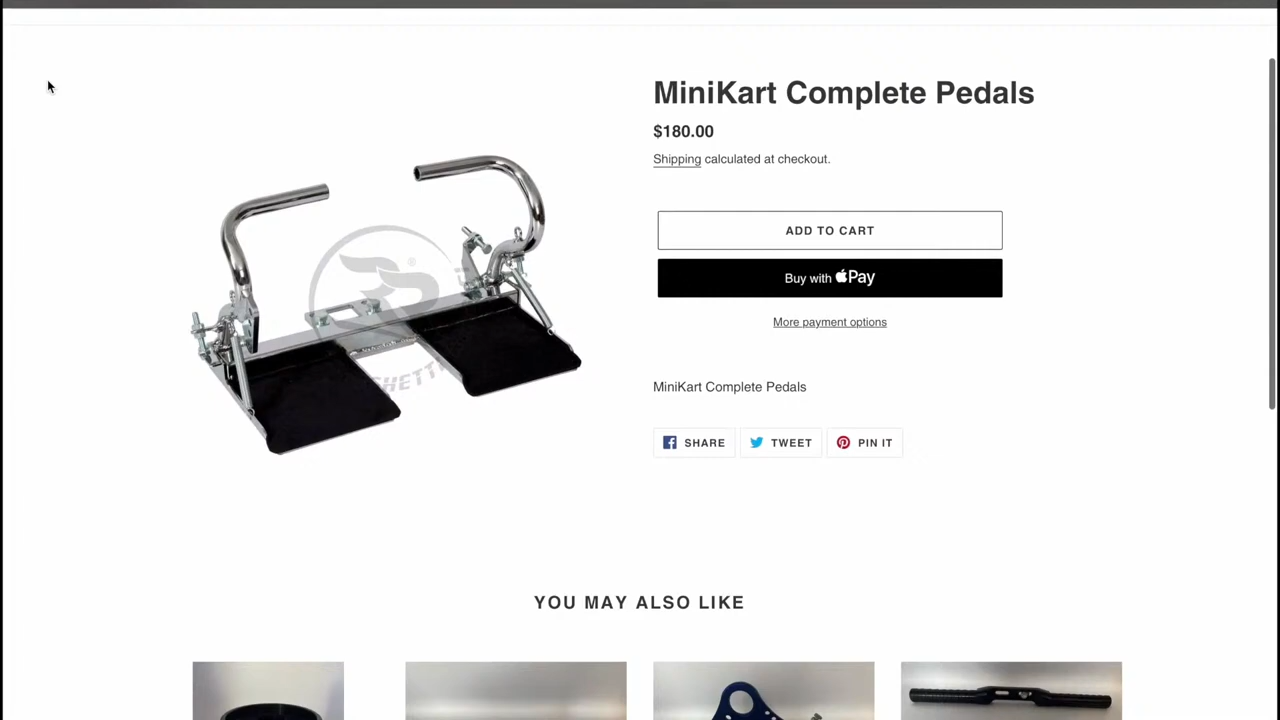 MiniKart Complete Pedals
$180.00
Shipping calculated at checkout.
ADD TO CART
Buy with Pay
More payment options
MiniKart Complete Pedals
SHARE
TWEET
PIN IT
YOU MAY ALSO LIKE